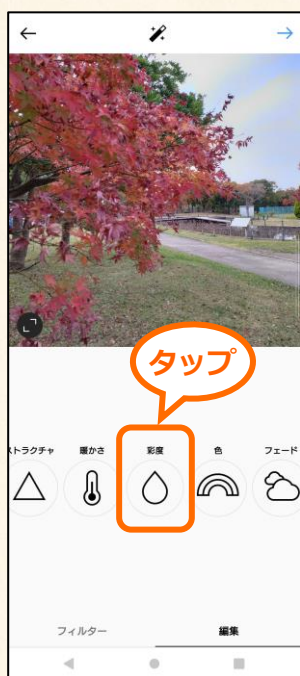 タップ
ストラクチャ
暖かさ
彩度
色
フェード
フィルター
編集